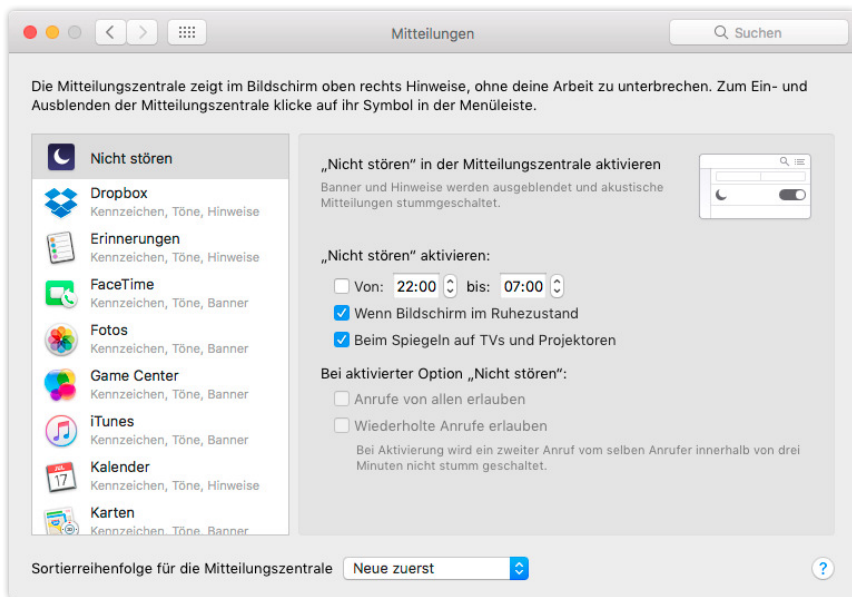 Mitteilungen
Suchen
Die Mitteilungszentrale zeigt im Bildschirm oben rechts Hinweise, ohne deine Arbeit zu unterbrechen. Zum Ein- und
Ausblenden der Mitteilungszentrale klicke auf ihr Symbol in der Menüleiste.
Nicht stören
Dropbox
Kennzeichen, Töne, Hinweise
Erinnerungen
Kennzeichen, Töne, Hinweise
FaceTime
Kennzeichen, Töne, Banner
Fotos
Kennzeichen, Töne, Banner
Game Center
Kennzeichen, Töne, Banner
iTunes
Kennzeichen, Töne, Banner
JUL
17
Kalender
Kennzeichen, Töne, Hinweise
Karten
Kennzeichen, Töne, Banner
„Nicht stören“ in der Mitteilungszentrale aktivieren
Banner und Hinweise werden ausgeblendet und akustische
Mitteilungen stummgeschaltet.
„Nicht stören“ aktivieren:
Von: 22:00 bis: 07:00
Wenn Bildschirm im Ruhezustand
Beim Spiegeln auf TVs und Projektoren
Bei aktivierter Option „Nicht stören“:
Anrufe von allen erlauben
Wiederholte Anrufe erlauben
Bei Aktivierung wird ein zweiter Anruf vom selben Anrufer innerhalb von drei
Minuten nicht stumm geschaltet.
Sortierreihenfolge für die Mitteilungszentrale Neue zuerst
?